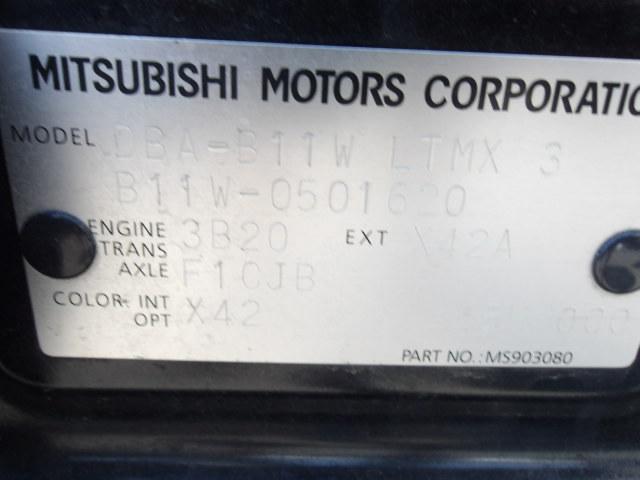 MITSUBISHI MOTORS CORPORATIO
MODEL DBA-B11W LTMX 3
B11W-0501620
ENGINE 3B20 EXT X42A
TRANS
AXLE F1CJB
COLOR INT X42
OPT 000
PART NO.: MS903080